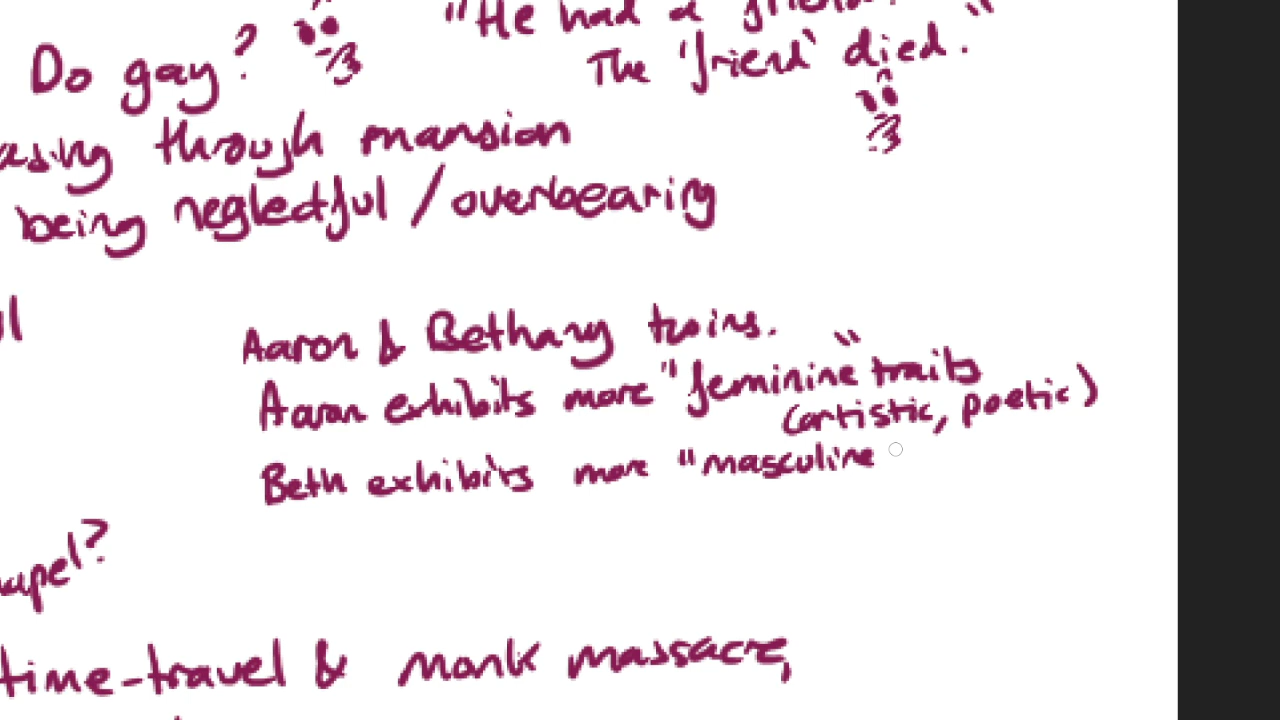 Do gay? "He had a friend.
The 'friend' died."
through mansion
being neglectful / overbearing
Aaron & Bethany twins.
Aaron exhibits more "feminine" traits
(artistic, poetic)
Beth exhibits more "masculine
time-travel & monk massacre,